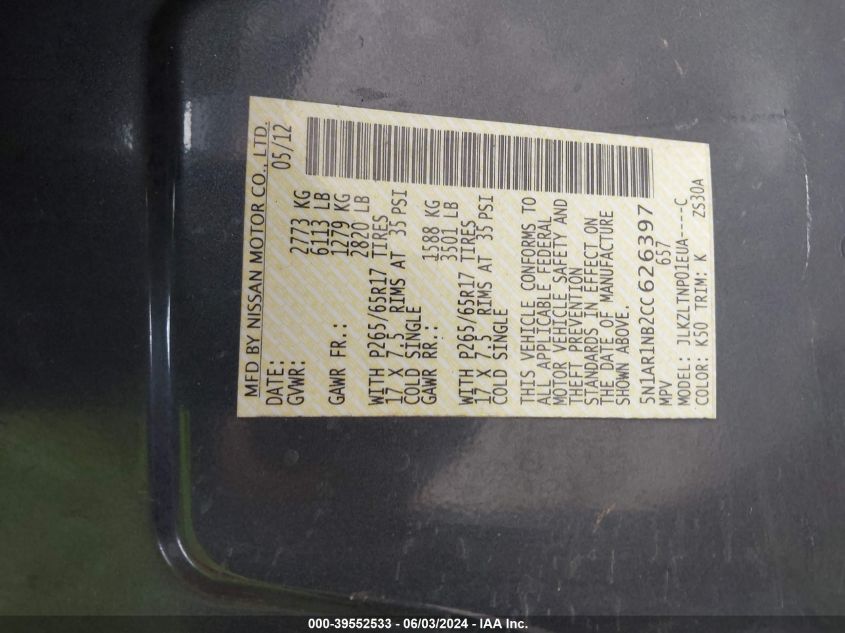 MFD BY NISSAN MOTOR CO., LTD.
DATE: 05/12
GVWR: 2773 KG
6113 LB
GAWR FR.: 1279 KG
2820 LB
WITH P265/65R17 TIRES
17 X 7.5 RIMS AT 35 PSI
COLD SINGLE
GAWR RR.: 1588 KG
3501 LB
WITH P265/65R17 TIRES
17 X 7.5 RIMS AT 35 PSI
COLD SINGLE
THIS VEHICLE CONFORMS TO
ALL APPLICABLE FEDERAL
MOTOR VEHICLE SAFETY AND
THEFT PREVENTION
STANDARDS IN EFFECT ON
THE DATE OF MANUFACTURE
SHOWN ABOVE.
5N1AR1NB2CC626397
MPV 657
MODEL: JLKZLTNP01EUA----C
COLOR: K50 TRIM: K ZS30A
000-39552533 - 06/03/2024 - IAA Inc.